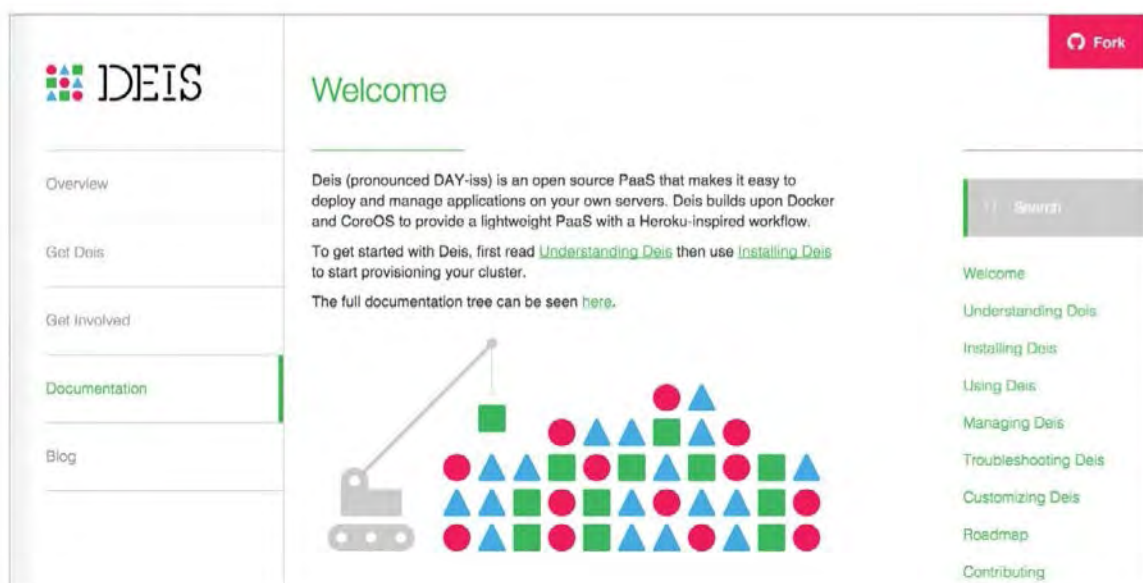 Fork
DEIS
Welcome
Overview
Get Deis
Get Involved
Documentation
Blog
Deis (pronounced DAY-iss) is an open source PaaS that makes it easy to
deploy and manage applications on your own servers. Deis builds upon Docker
and CoreOS to provide a lightweight PaaS with a Heroku-inspired workflow.
To get started with Deis, first read Understanding Deis then use Installing Deis
to start provisioning your cluster.
The full documentation tree can be seen here.
Search
Welcome
Understanding Deis
Installing Deis
Using Deis
Managing Deis
Troubleshooting Deis
Customizing Deis
Roadmap
Contributing